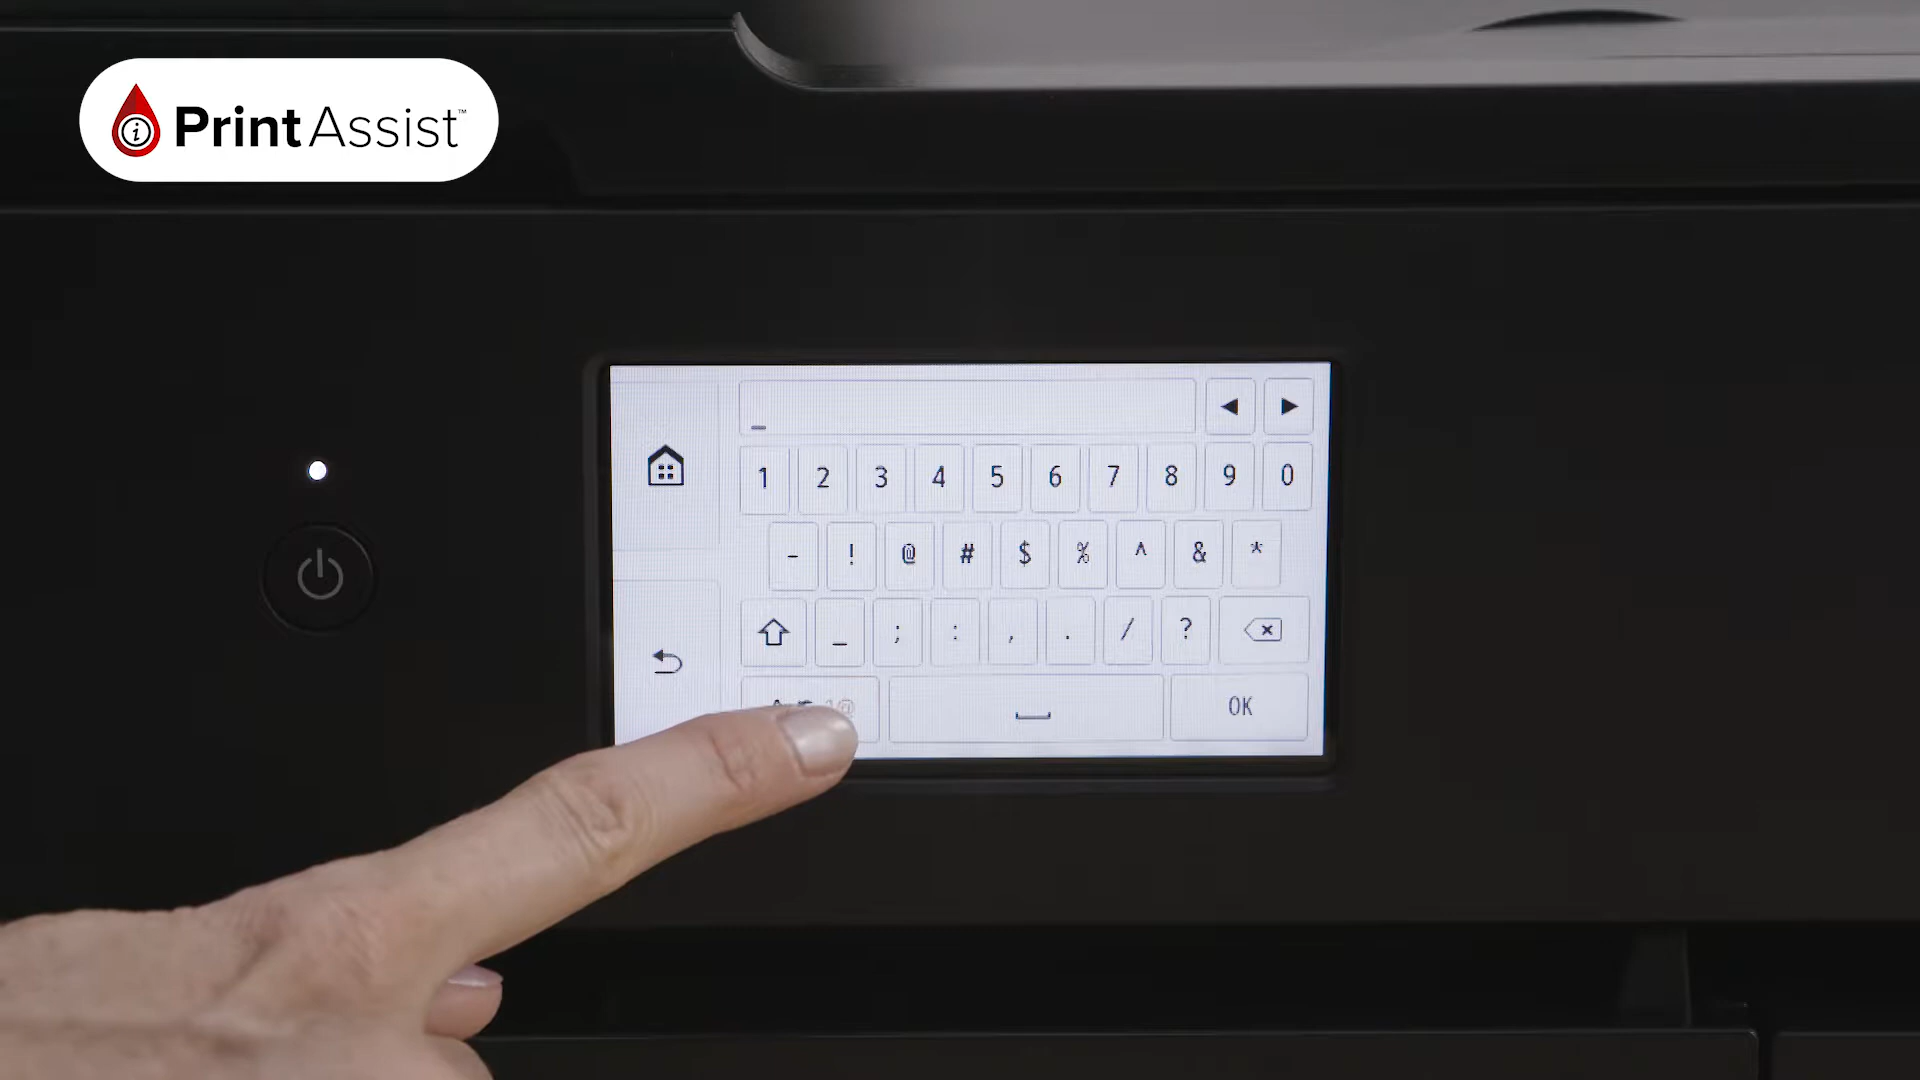 Print Assist™
_
1 2 3 4 5 6 7 8 9 0
- ! @ # $ % ^ & *
_ ; : , . / ?
OK